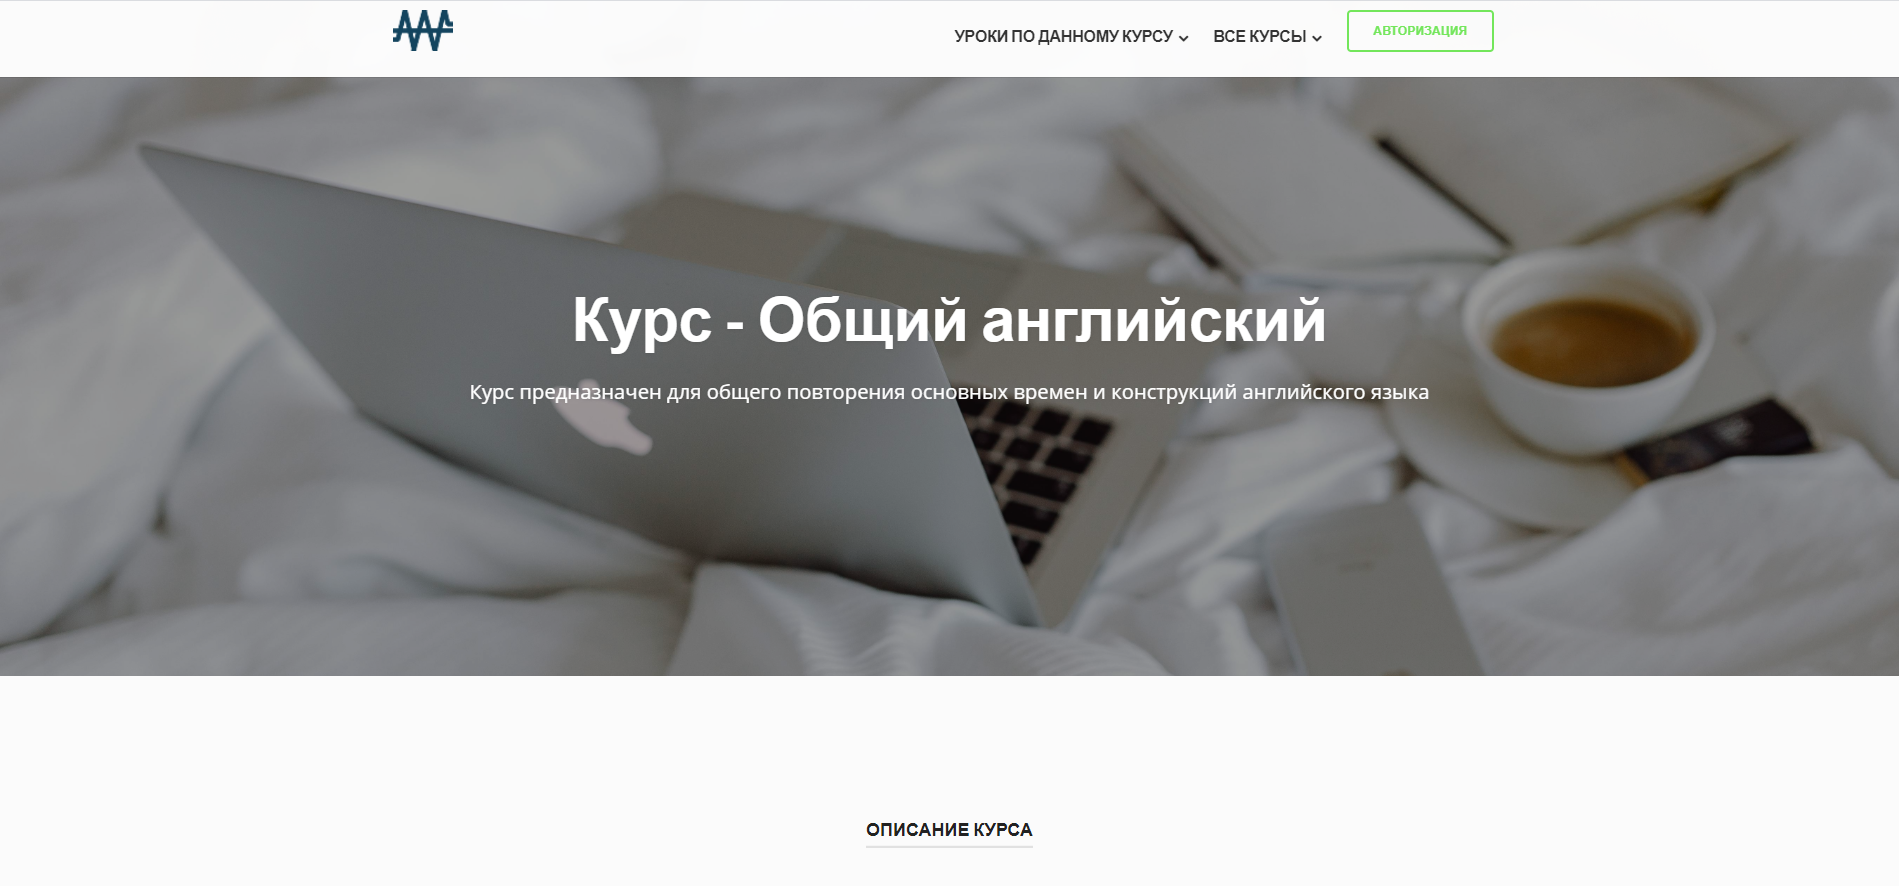 УРОКИ ПО ДАННОМУ КУРСУ
ВСЕ КУРСЫ
АВТОРИЗАЦИЯ
Курс - Общий английский
Курс предназначен для общего повторения основных времен и конструкций английского языка
ОПИСАНИЕ КУРСА